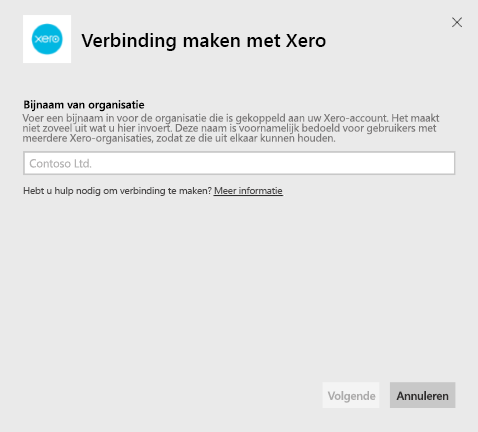 xero
Verbinding maken met Xero
Bijnaam van organisatie
Voer een bijnaam in voor de organisatie die is gekoppeld aan uw Xero-account. Het maakt
niet zoveel uit wat u hier invoert. Deze naam is voornamelijk bedoeld voor gebruikers met
meerdere Xero-organisaties, zodat ze die uit elkaar kunnen houden.
Contoso Ltd.
Hebt u hulp nodig om verbinding te maken? Meer informatie
Volgende Annuleren